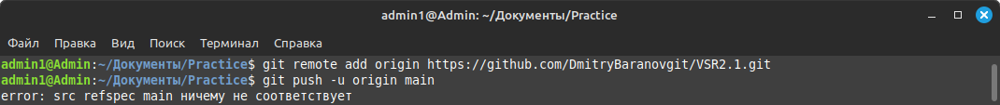 admin1@Admin: ~/Документы/Practice
Файл Правка Вид Поиск Терминал Справка
admin1@Admin:~/Документы/Practice$ git remote add origin https://github.com/DmitryBaranovgit/VSR2.1.git
admin1@Admin:~/Документы/Practice$ git push -u origin main
error: src refspec main ничему не соответствует